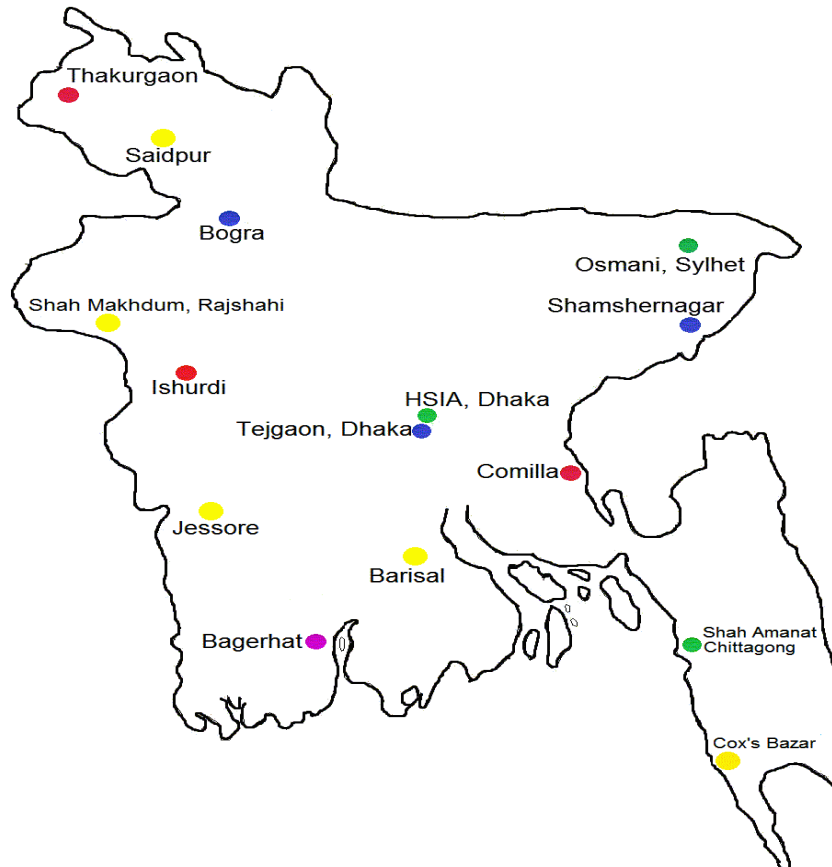 Thakurgaon
Saidpur
Bogra
Osmani, Sylhet
Shah Makhdum, Rajshahi
Shamshernagar
Ishurdi
HSIA, Dhaka
Tejgaon, Dhaka
Comilla
Jessore
Barisal
Bagerhat
Shah Amanat
Chittagong
Cox's Bazar